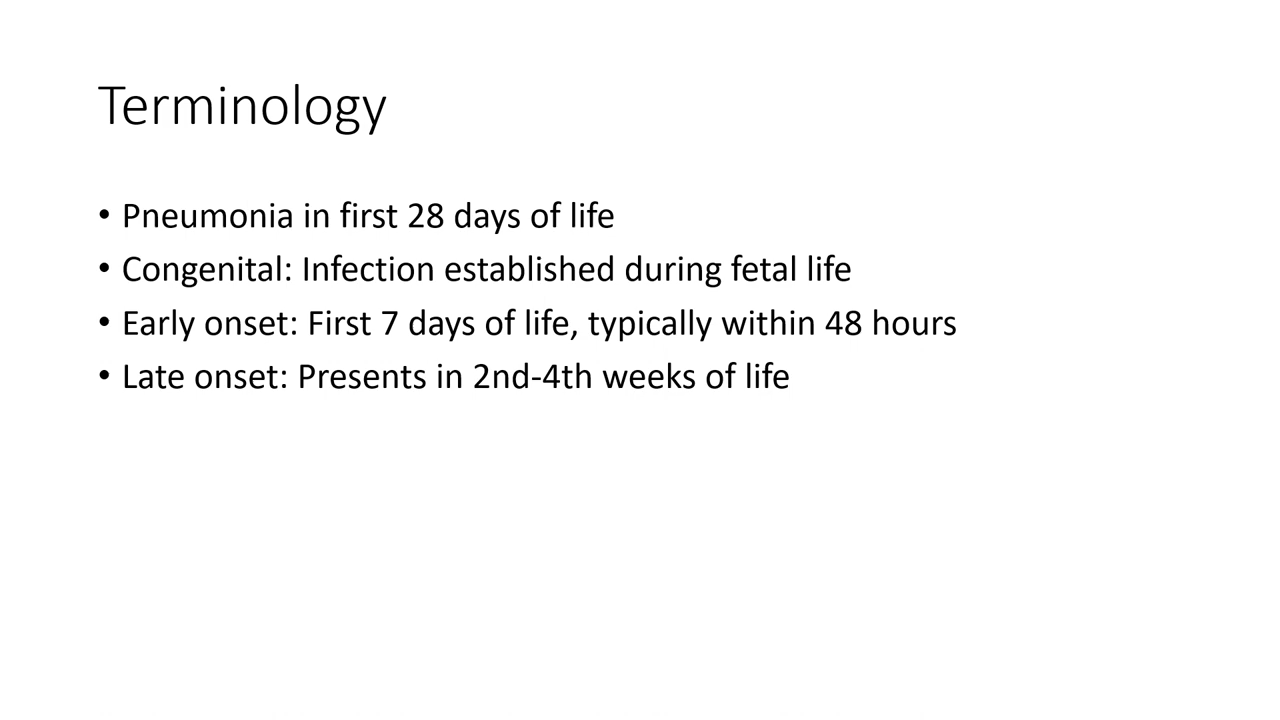 Terminology
• Pneumonia in first 28 days of life
• Congenital: Infection established during fetal life
• Early onset: First 7 days of life, typically within 48 hours
• Late onset: Presents in 2nd-4th weeks of life